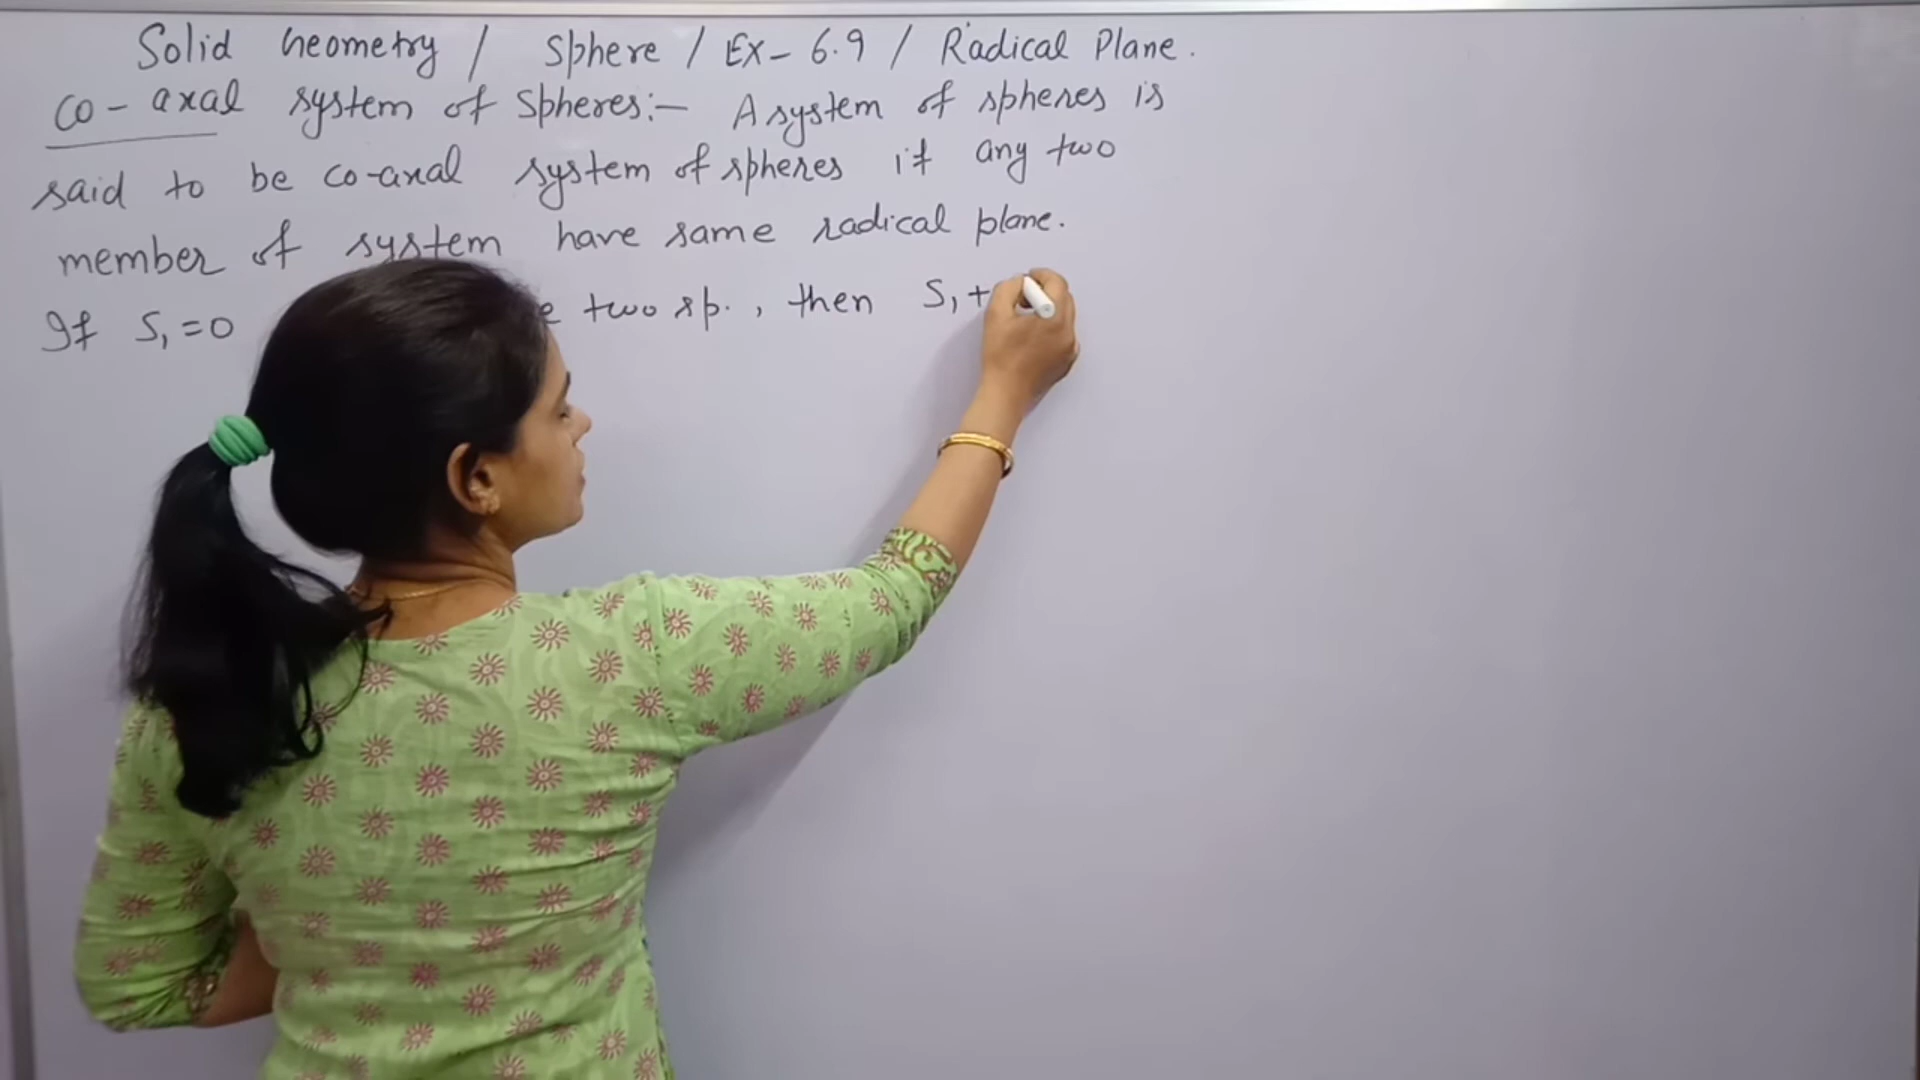 Solid Geometry / Sphere / Ex- 6.9 / Radical Plane.
Co-axal system of Spheres:- A system of spheres is
said to be co-axal system of spheres if any two
member of system have same radical plane.
If S₁=0 two sp., then S₁+